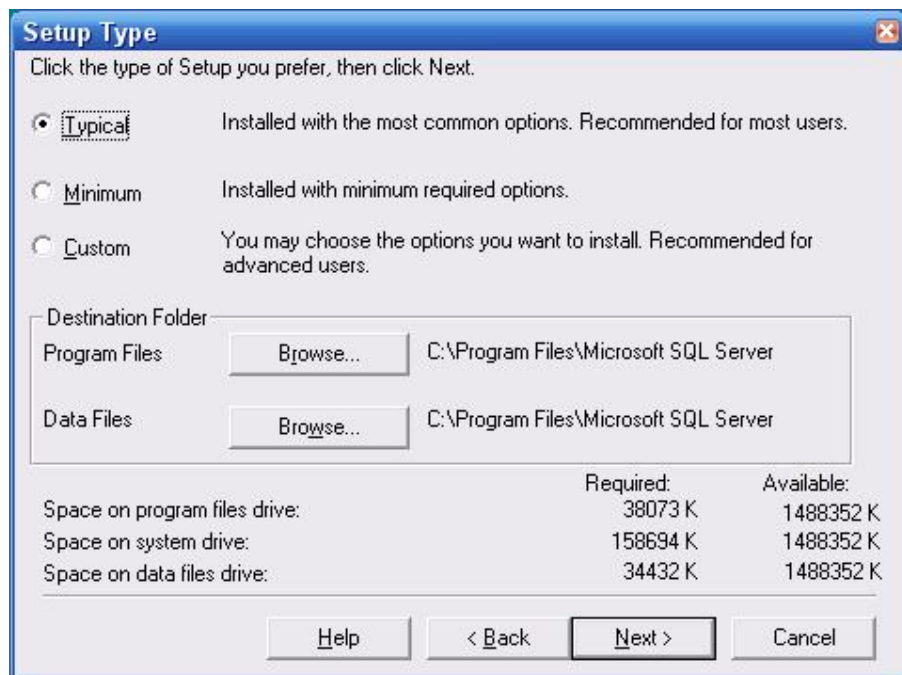 Setup Type
Click the type of Setup you prefer, then click Next.
Typical Installed with the most common options. Recommended for most users.
Minimum Installed with minimum required options.
Custom You may choose the options you want to install. Recommended for
advanced users.
Destination Folder
Program Files Browse... C:\Program Files\Microsoft SQL Server
Data Files Browse... C:\Program Files\Microsoft SQL Server
Required: Available:
Space on program files drive: 38073 K 1488352 K
Space on system drive: 158694 K 1488352 K
Space on data files drive: 34432 K 1488352 K
Help < Back Next > Cancel